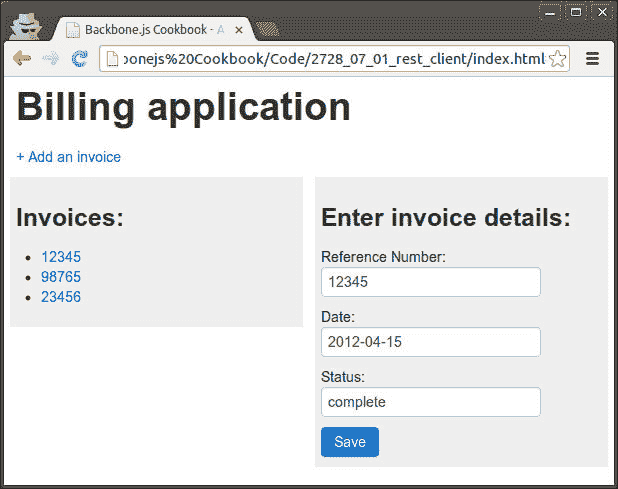 Backbone.js Cookbook - A
bonejs%20Cookbook/Code/2728_07_01_rest_client/index.html
Billing application
+ Add an invoice
Invoices:
12345
98765
23456
Enter invoice details:
Reference Number:
12345
Date:
2012-04-15
Status:
complete
Save